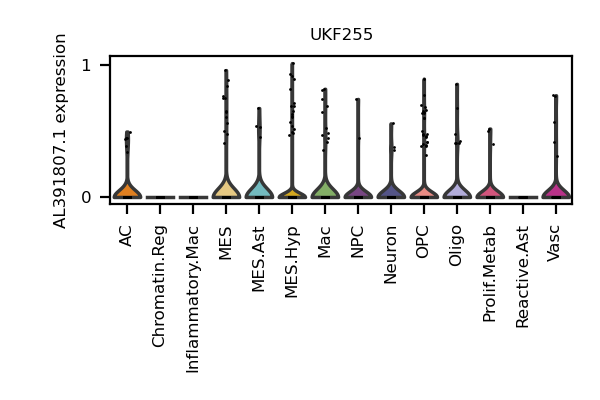 UKF255
AL391807.1 expression
1
0
AC
Chromatin.Reg
Inflammatory.Mac
MES
MES.Ast
MES.Hyp
Mac
NPC
Neuron
OPC
Oligo
Prolif.Metab
Reactive.Ast
Vasc